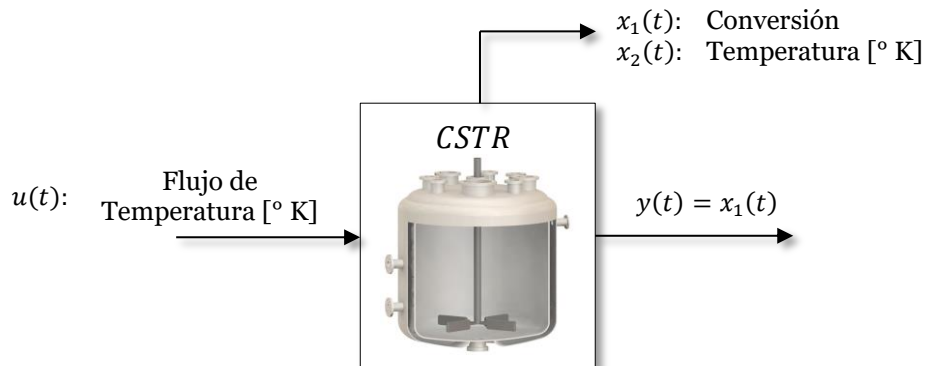 x₁(t): Conversión
x₂(t): Temperatura [° K]
CSTR
u(t):
Flujo de
Temperatura [° K]
y(t) = x₁(t)